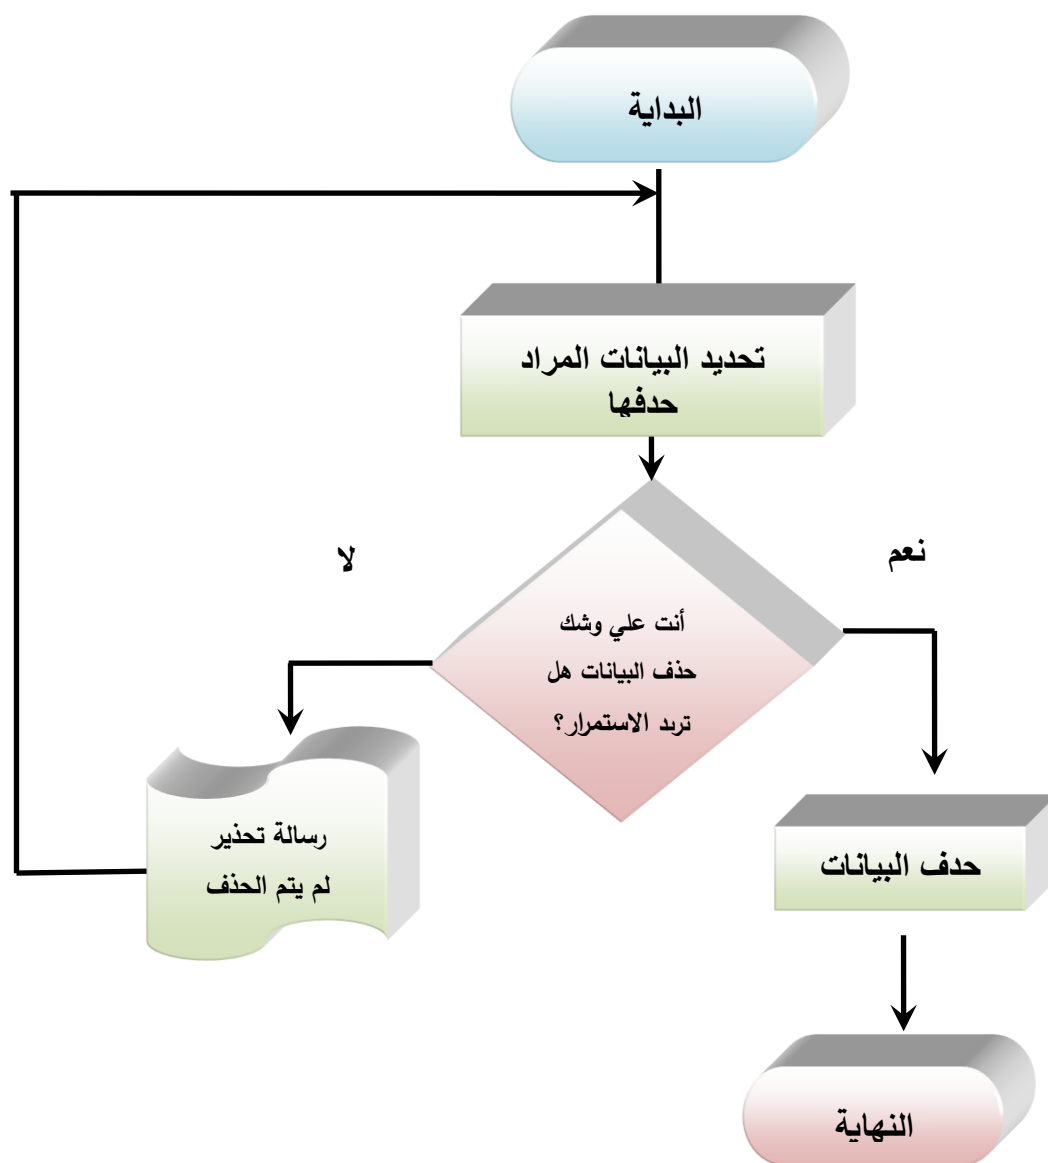 البداية
تحديد البيانات المراد
حدفها
نعم
لا
أنت علي وشك
حذف البيانات هل
تربد الاستمرار؟
رسالة تحذير
لم يتم الحذف
حدف البيانات
النهاية